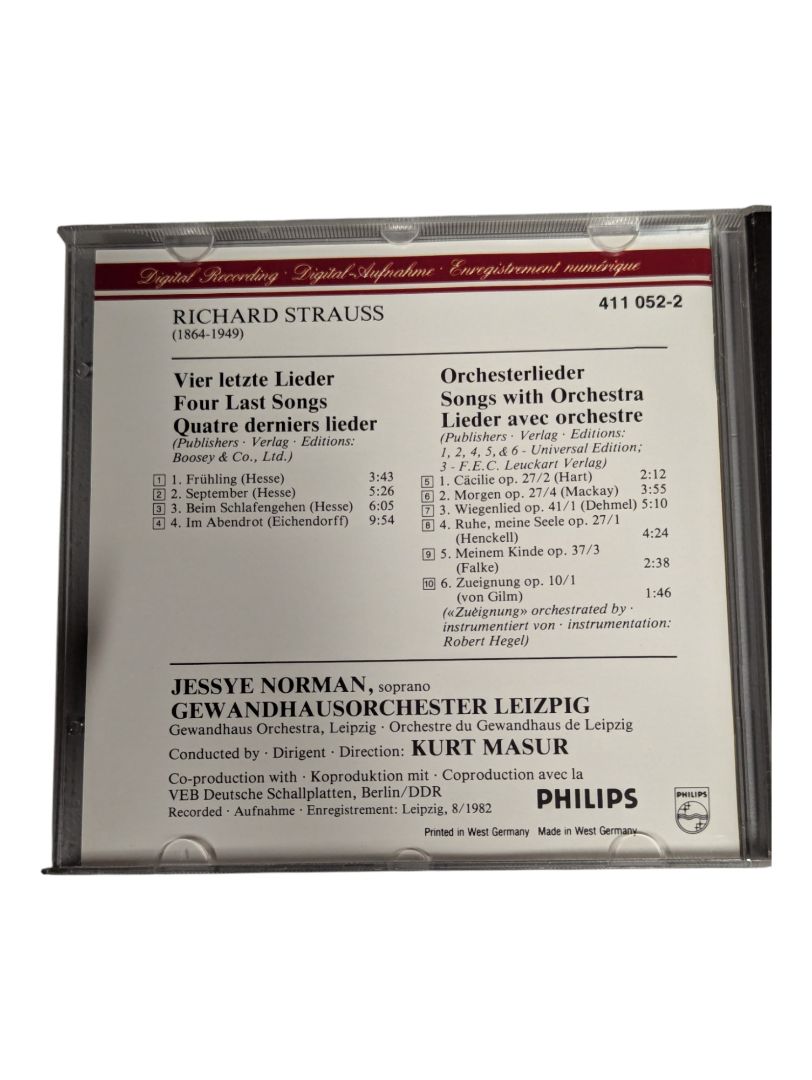 Digital Recording · Digital-Aufnahme · Enregistrement numérique
411 052-2
RICHARD STRAUSS
(1864-1949)
Vier letzte Lieder
Four Last Songs
Quatre derniers lieder
(Publishers · Verlag · Editions:
Boosey & Co., Ltd.)
1 1. Frühling (Hesse) 3:43
2 2. September (Hesse) 5:26
3 3. Beim Schlafengehen (Hesse) 6:05
4 4. Im Abendrot (Eichendorff) 9:54
Orchesterlieder
Songs with Orchestra
Lieder avec orchestre
(Publishers · Verlag · Editions:
1, 2, 4, 5, & 6 - Universal Edition;
3 - F.E.C. Leuckart Verlag)
5 1. Cäcilie op. 27/2 (Hart) 2:12
6 2. Morgen op. 27/4 (Mackay) 3:55
7 3. Wiegenlied op. 41/1 (Dehmel) 5:10
8 4. Ruhe, meine Seele op. 27/1
(Henckell) 4:24
9 5. Meinem Kinde op. 37/3
(Falke) 2:38
10 6. Zueignung op. 10/1
(von Gilm) 1:46
(«Zueignung» orchestrated by ·
instrumentiert von · instrumentation:
Robert Hegel)
JESSYE NORMAN, soprano
GEWANDHAUSORCHESTER LEIZPIG
Gewandhaus Orchestra, Leipzig · Orchestre du Gewandhaus de Leipzig
Conducted by · Dirigent · Direction: KURT MASUR
Co-production with · Koproduktion mit · Coproduction avec la
VEB Deutsche Schallplatten, Berlin/DDR
Recorded · Aufnahme · Enregistrement: Leipzig, 8/1982
PHILIPS
PHILIPS
Printed in West Germany Made in West Germany